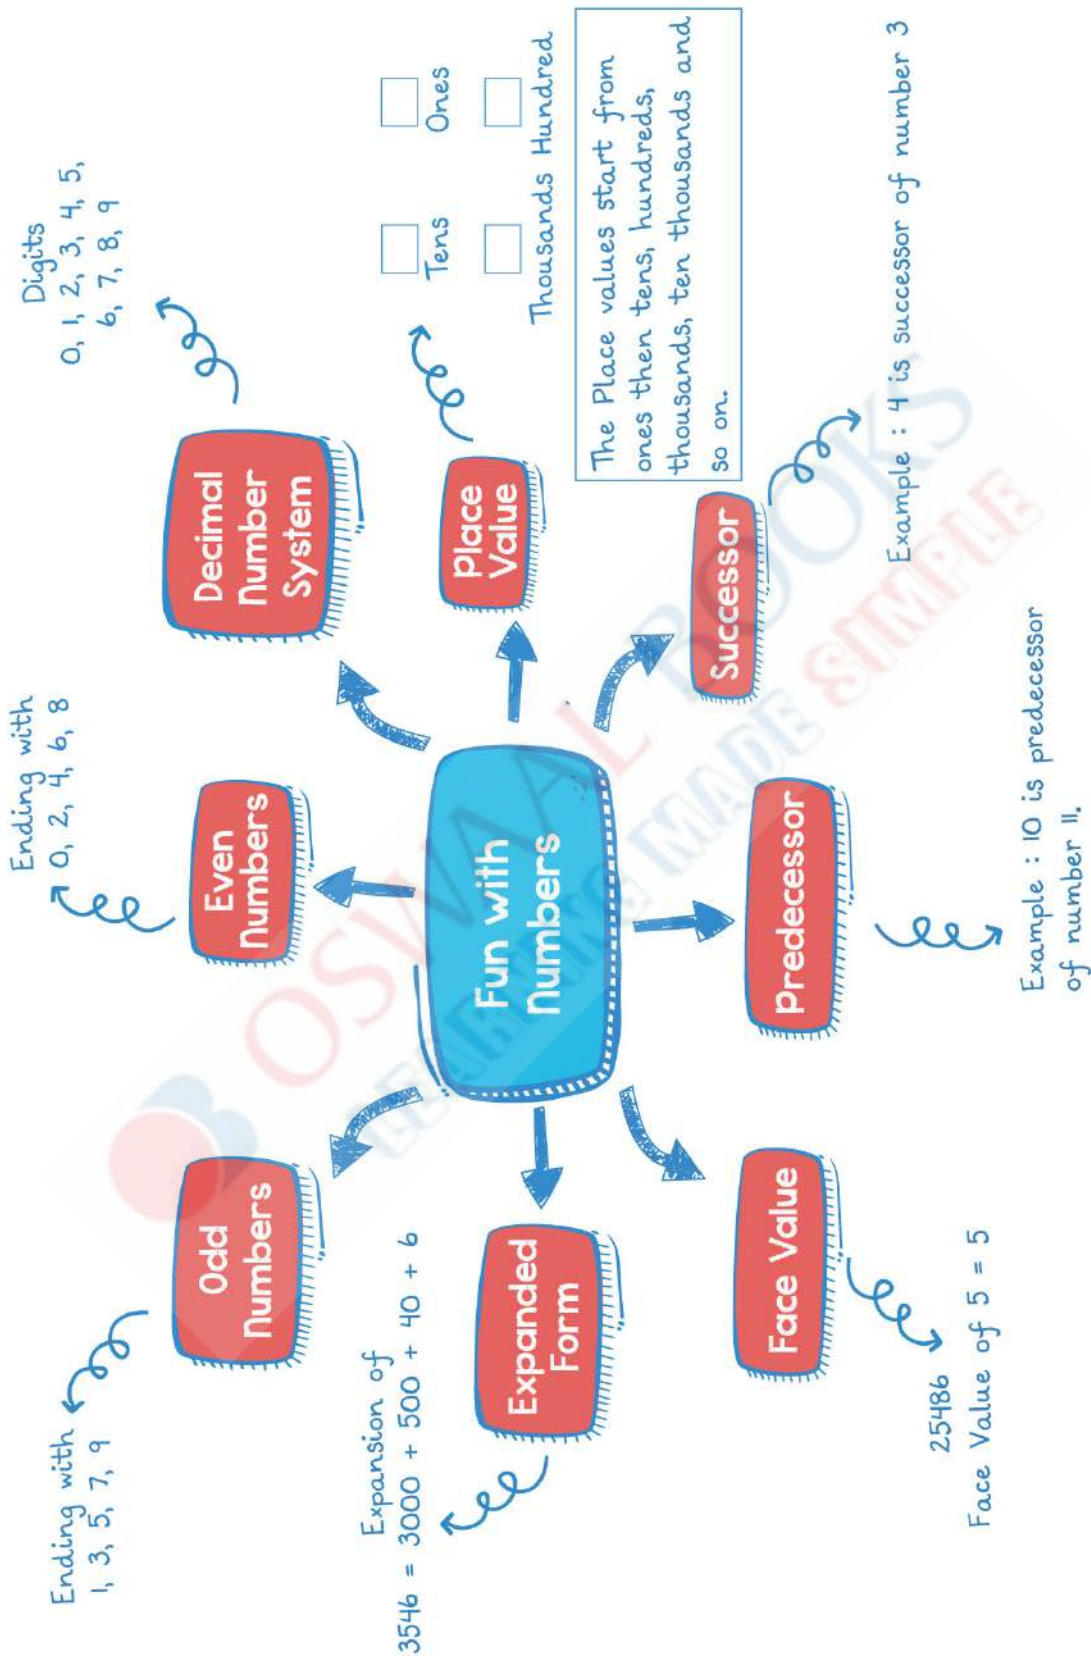 Ending with
1, 3, 5, 7, 9
Odd
Numbers
Ending with
0, 2, 4, 6, 8
Even
Numbers
Digits
0, 1, 2, 3, 4, 5,
6, 7, 8, 9
Decimal
Number
System
Expansion of
3546 = 3000 + 500 + 40 + 6
Expanded
Form
Fun with
Numbers
Place
Value
Tens
Ones
Thousands Hundred
The Place values start from
ones then tens, hundreds,
thousands, ten thousands and
so on.
Face Value
25486
Face Value of 5 = 5
Predecessor
Example : 10 is predecessor
of number 11.
Successor
Example : 4 is successor of number 3
OSWAAL BOOKS
LEARNING MADE SIMPLE